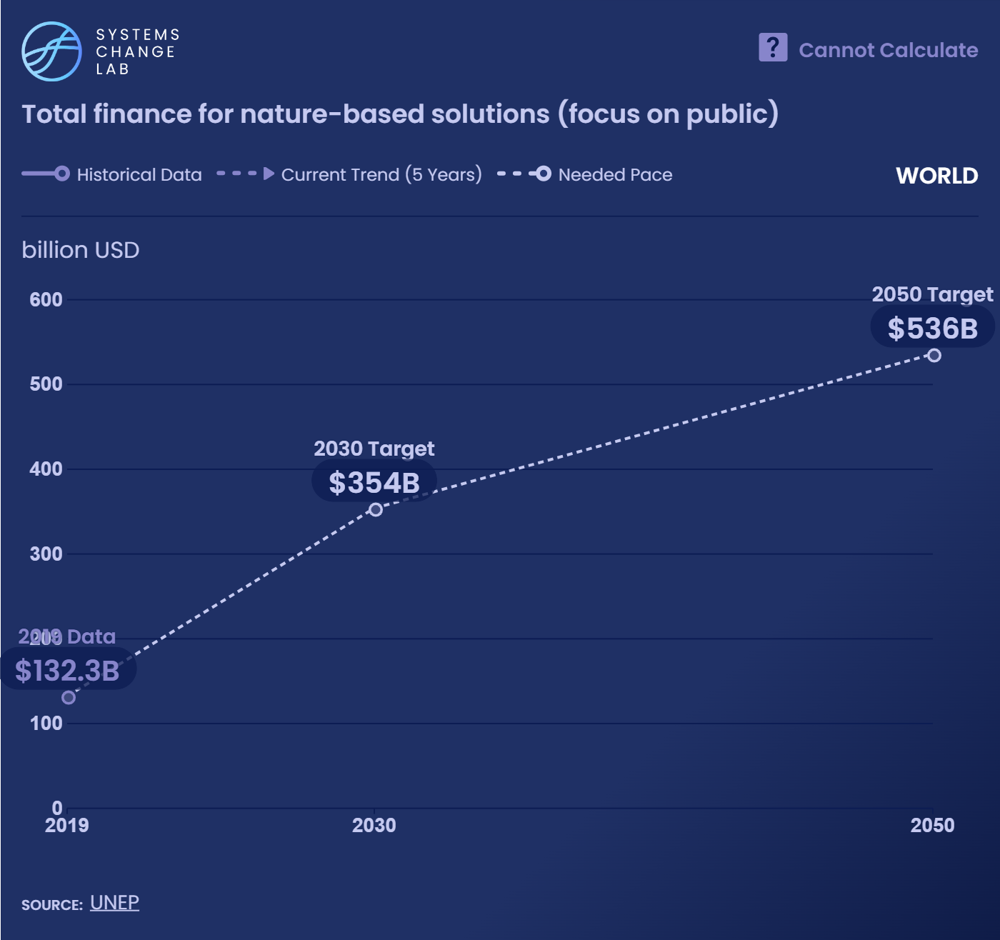 SYSTEMS
CHANGE
LAB
? Cannot Calculate
Total finance for nature-based solutions (focus on public)
Historical Data Current Trend (5 Years) Needed Pace WORLD
billion USD
600
2050 Target
$536B
500
2030 Target
400
$354B
300
2019 Data
200
$132.3B
100
0
2019 2030 2050
SOURCE: UNEP